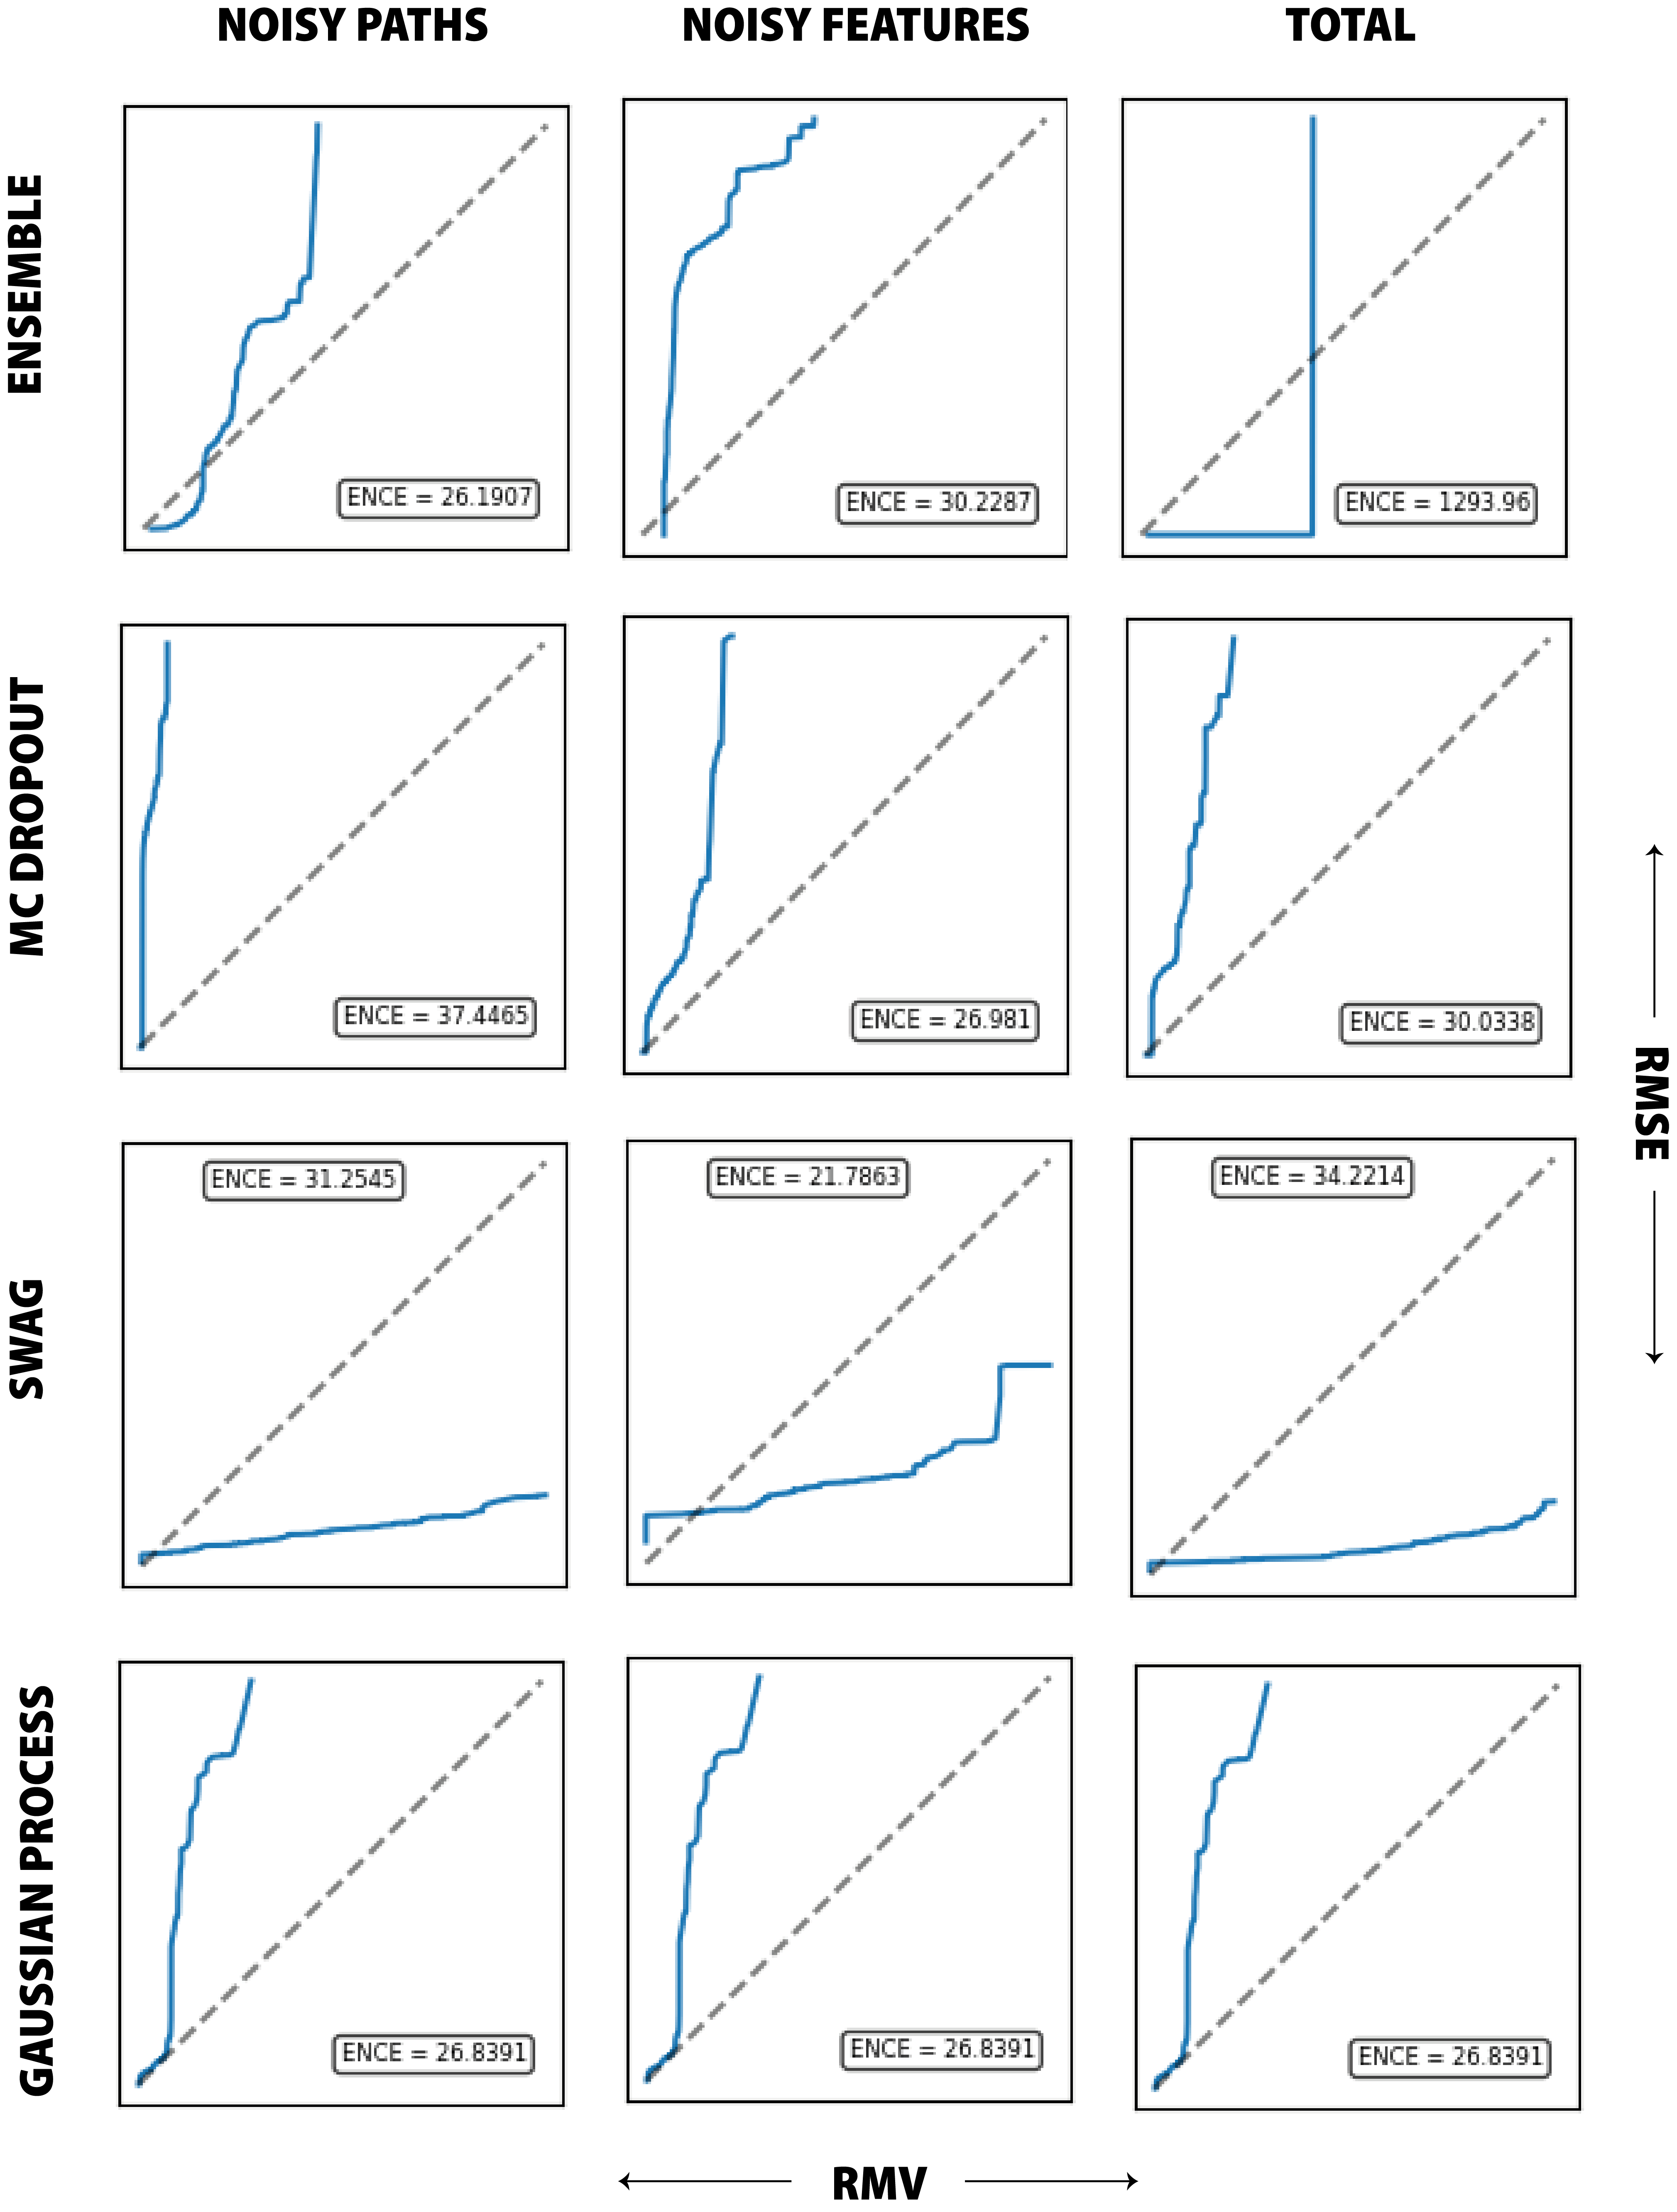 NOISY PATHS
NOISY FEATURES
TOTAL
ENSEMBLE
ENCE = 26.1907
ENCE = 30.2287
ENCE = 1293.96
MC DROPOUT
ENCE = 37.4465
ENCE = 26.981
ENCE = 30.0338
RMSE
SWAG
ENCE = 31.2545
ENCE = 21.7863
ENCE = 34.2214
GAUSSIAN PROCESS
ENCE = 26.8391
ENCE = 26.8391
ENCE = 26.8391
RMV